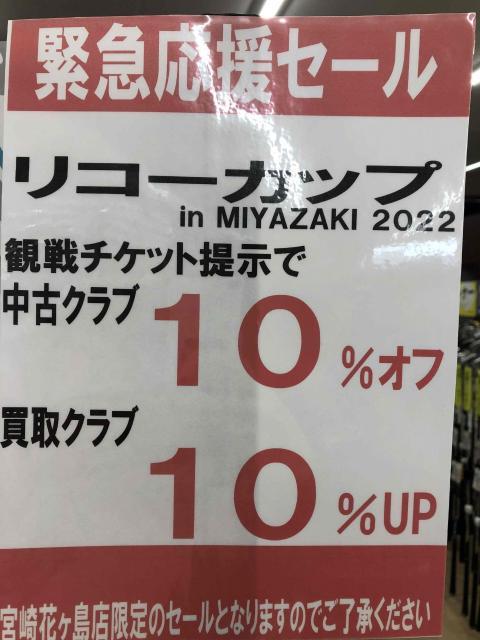 緊急応援セール
リコーカップ
in MIYAZAKI 2022
観戦チケット提示で
中古クラブ
10%オフ
買取クラブ
10%UP
宮崎花ヶ島店限定のセールとなりますのでご了承ください